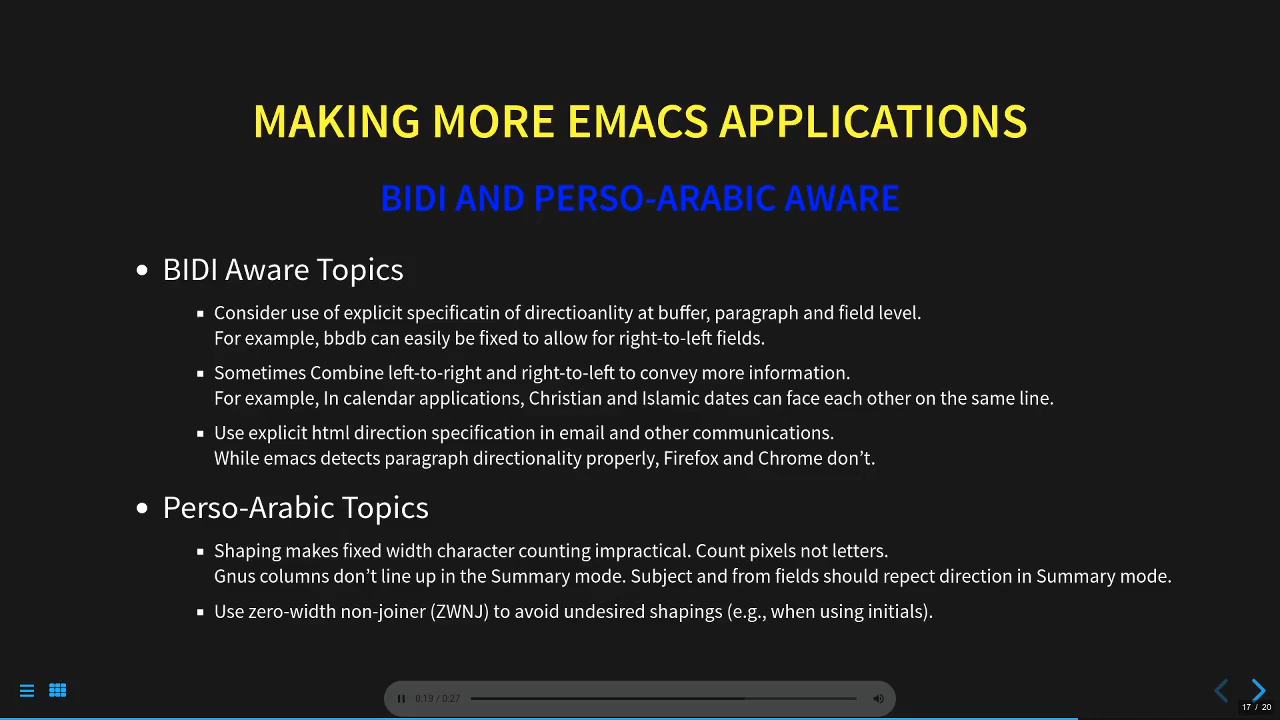 MAKING MORE EMACS APPLICATIONS
BIDI AND PERSO-ARABIC AWARE
BIDI Aware Topics
Consider use of explicit specificatin of directioanlity at buffer, paragraph and field level.
For example, bbdb can easily be fixed to allow for right-to-left fields.
Sometimes Combine left-to-right and right-to-left to convey more information.
For example, In calendar applications, Christian and Islamic dates can face each other on the same line.
Use explicit html direction specification in email and other communications.
While emacs detects paragraph directionality properly, Firefox and Chrome don’t.
Perso-Arabic Topics
Shaping makes fixed width character counting impractical. Count pixels not letters.
Gnus columns don’t line up in the Summary mode. Subject and from fields should repect direction in Summary mode.
Use zero-width non-joiner (ZWNJ) to avoid undesired shapings (e.g., when using initials).
0:19 / 0:27
17 / 20